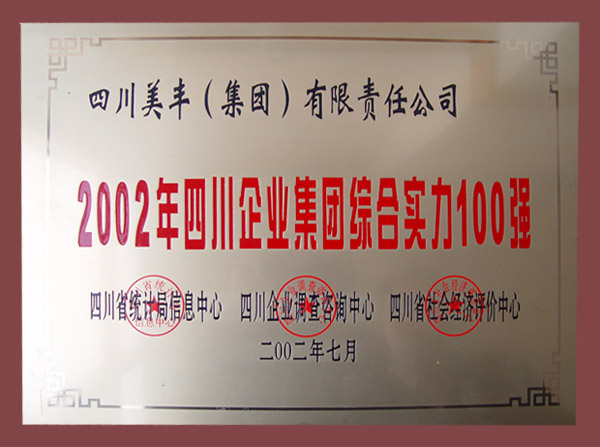 四川美丰（集团）有限责任公司
2002年四川企业集团综合实力100强
四川省统计局信息中心 四川企业调查咨询中心 四川省社会经济评价中心
二00二年七月